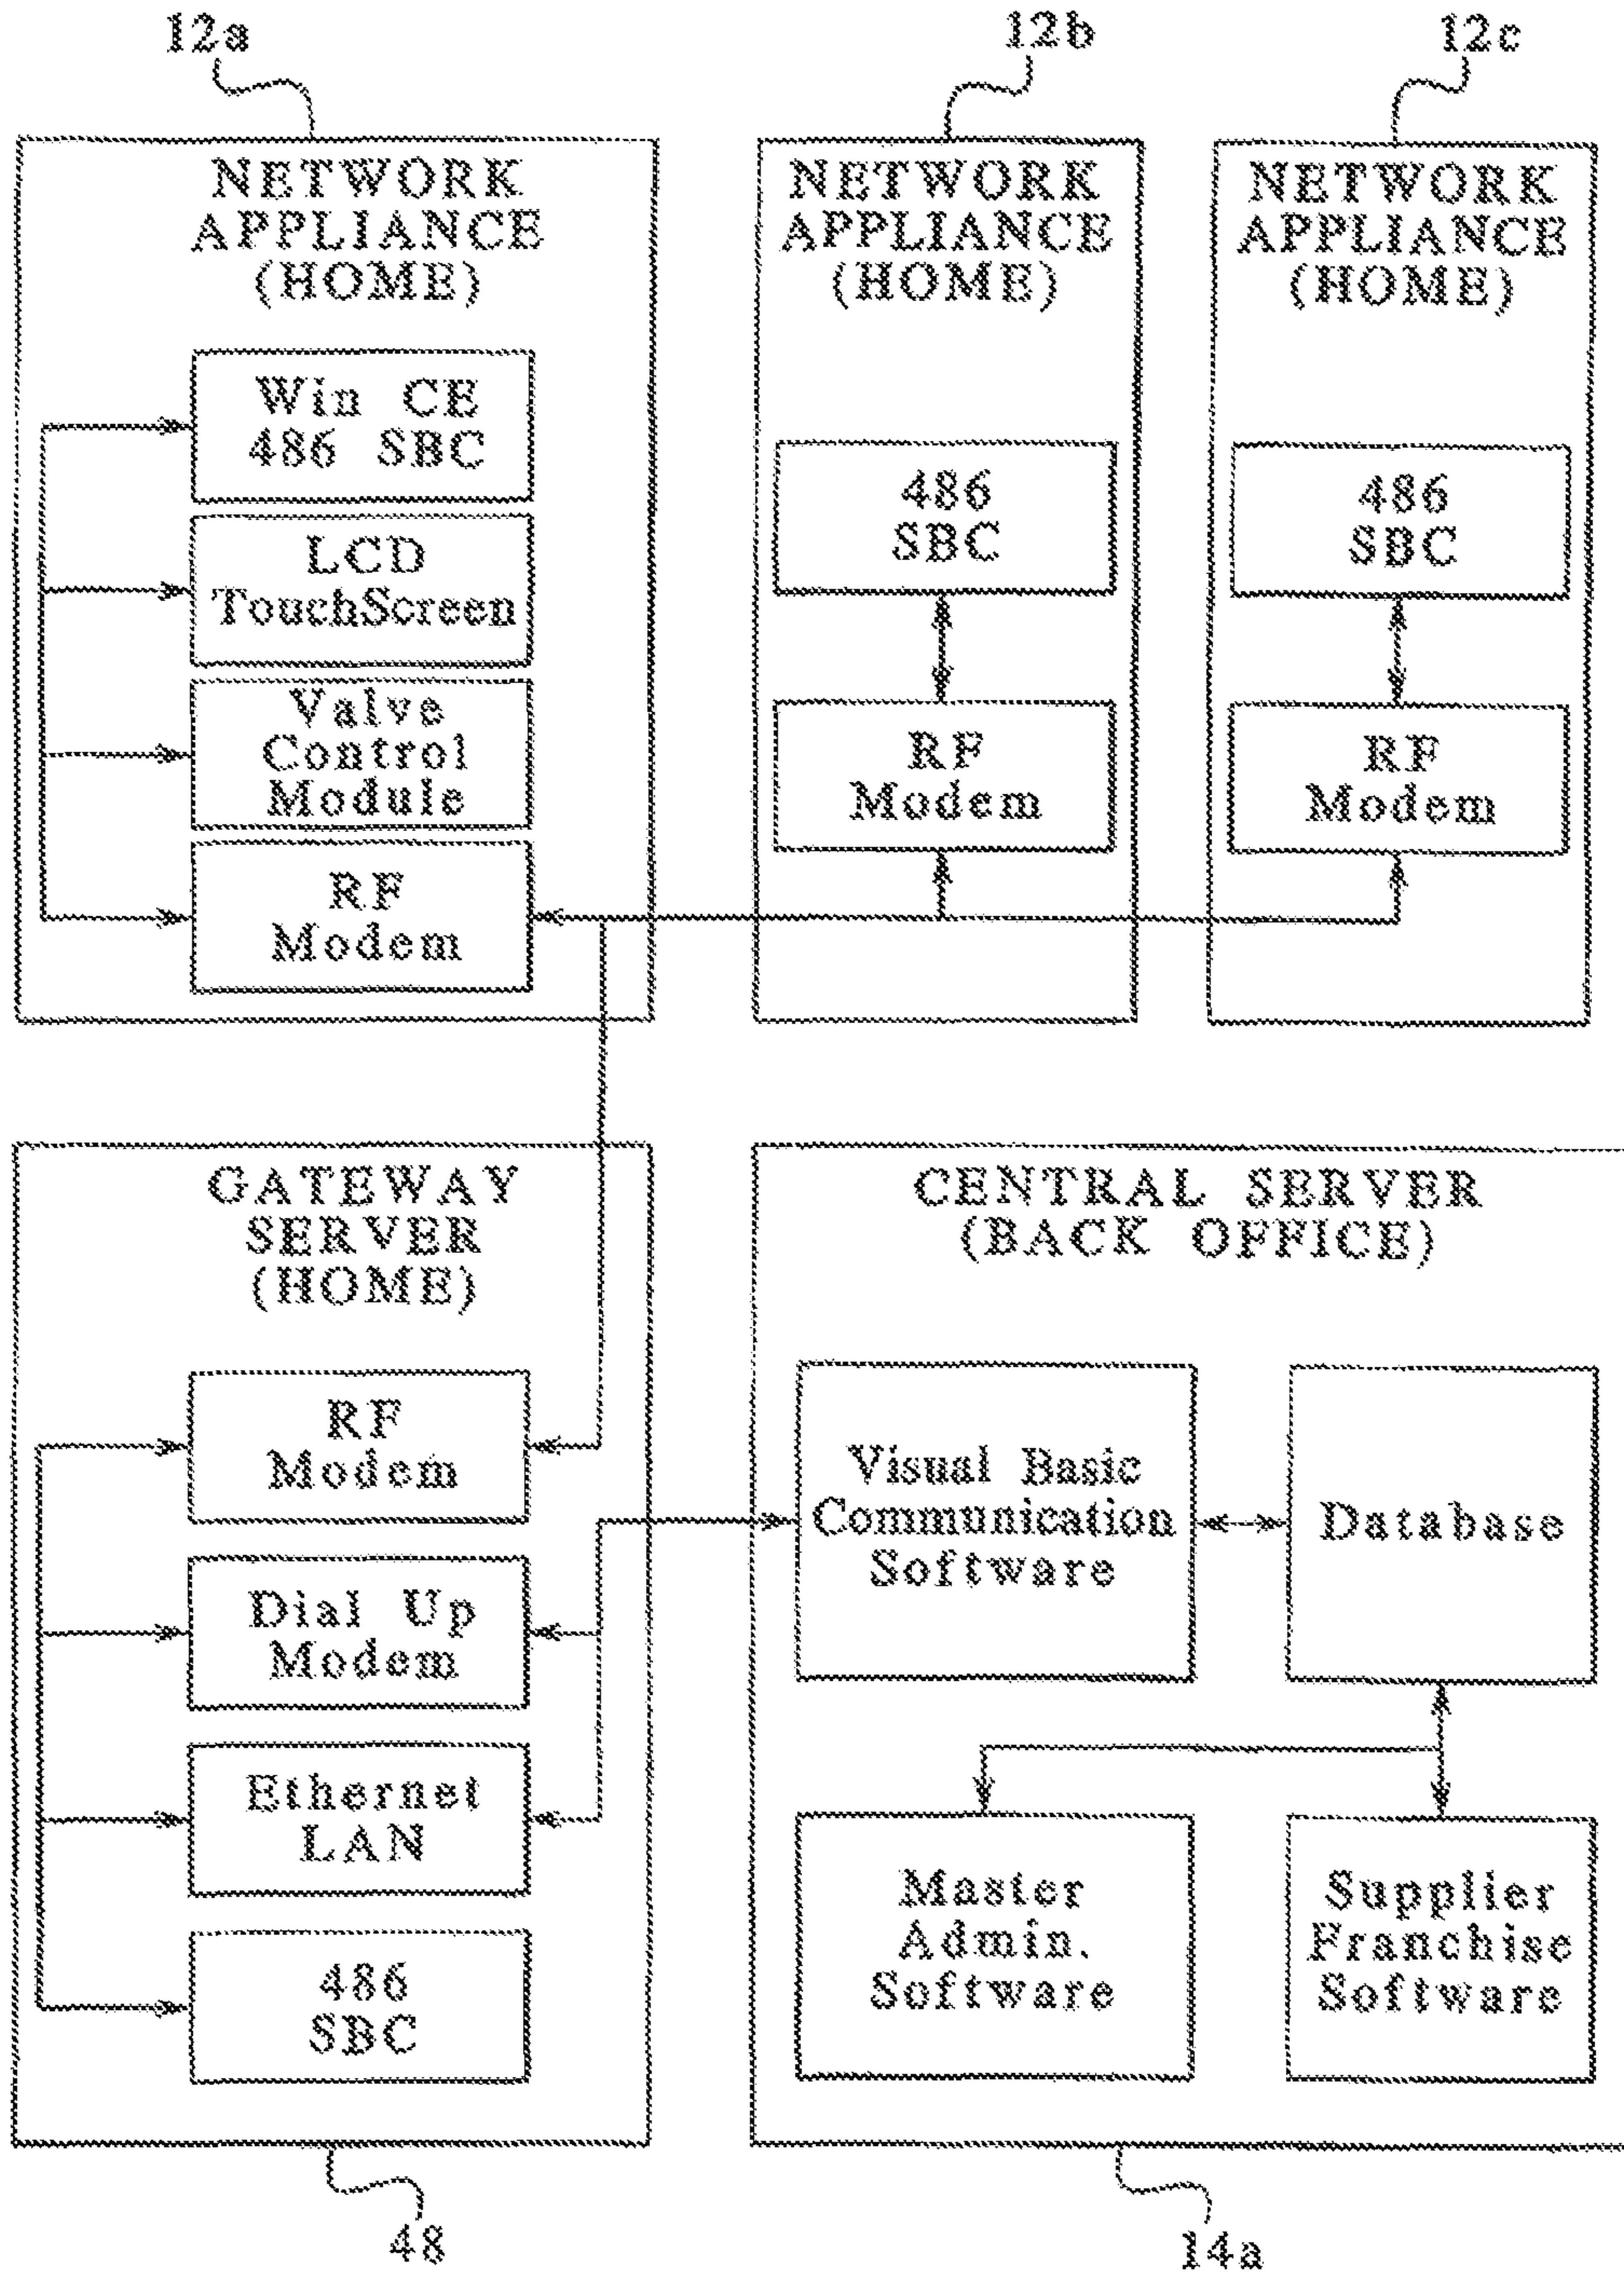 12a
12b
12c
NETWORK
APPLIANCE
(HOME)
Win CE
486 SBC
LCD
TouchScreen
Valve
Control
Module
RF
Modem
NETWORK
APPLIANCE
(HOME)
486
SBC
RF
Modem
NETWORK
APPLIANCE
(HOME)
486
SBC
RF
Modem
GATEWAY
SERVER
(HOME)
RF
Modem
Dial Up
Modem
Ethernet
LAN
486
SBC
CENTRAL SERVER
(BACK OFFICE)
Visual Basic
Communication
Software
Database
Master
Admin.
Software
Supplier
Franchise
Software
48
14a